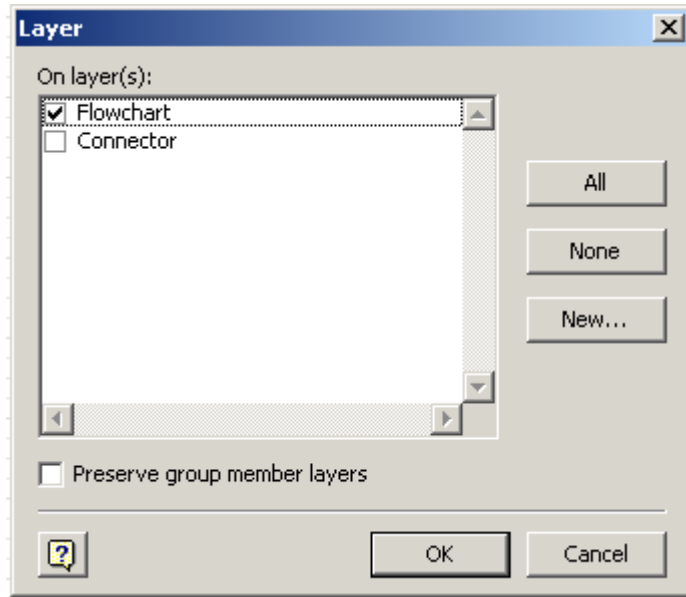 Layer
On layer(s):
Flowchart
Connector
All
None
New...
Preserve group member layers
?
OK
Cancel